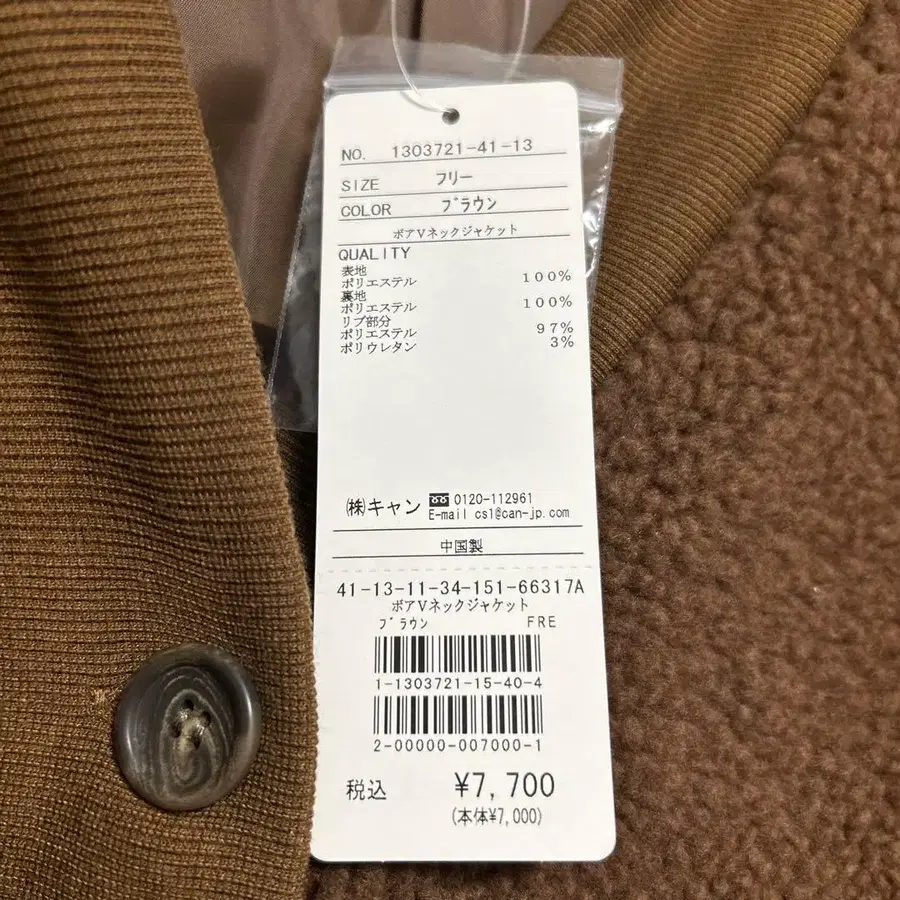 NO. 1303721-41-13
SIZE フリー
COLOR ブラウン
ボアVネックジャケット
QUALITY
表地
ポリエステル 100%
裏地
ポリエステル 100%
リブ部分
ポリエステル 97%
ポリウレタン 3%
㈱キャン 0120-112961
E-mail cs1@can-jp.com
中国製
41-13-11-34-151-66317A
ボアVネックジャケット
ブラウン FRE
1-1303721-15-40-4
2-00000-007000-1
税込 ¥7,700
(本体¥7,000)